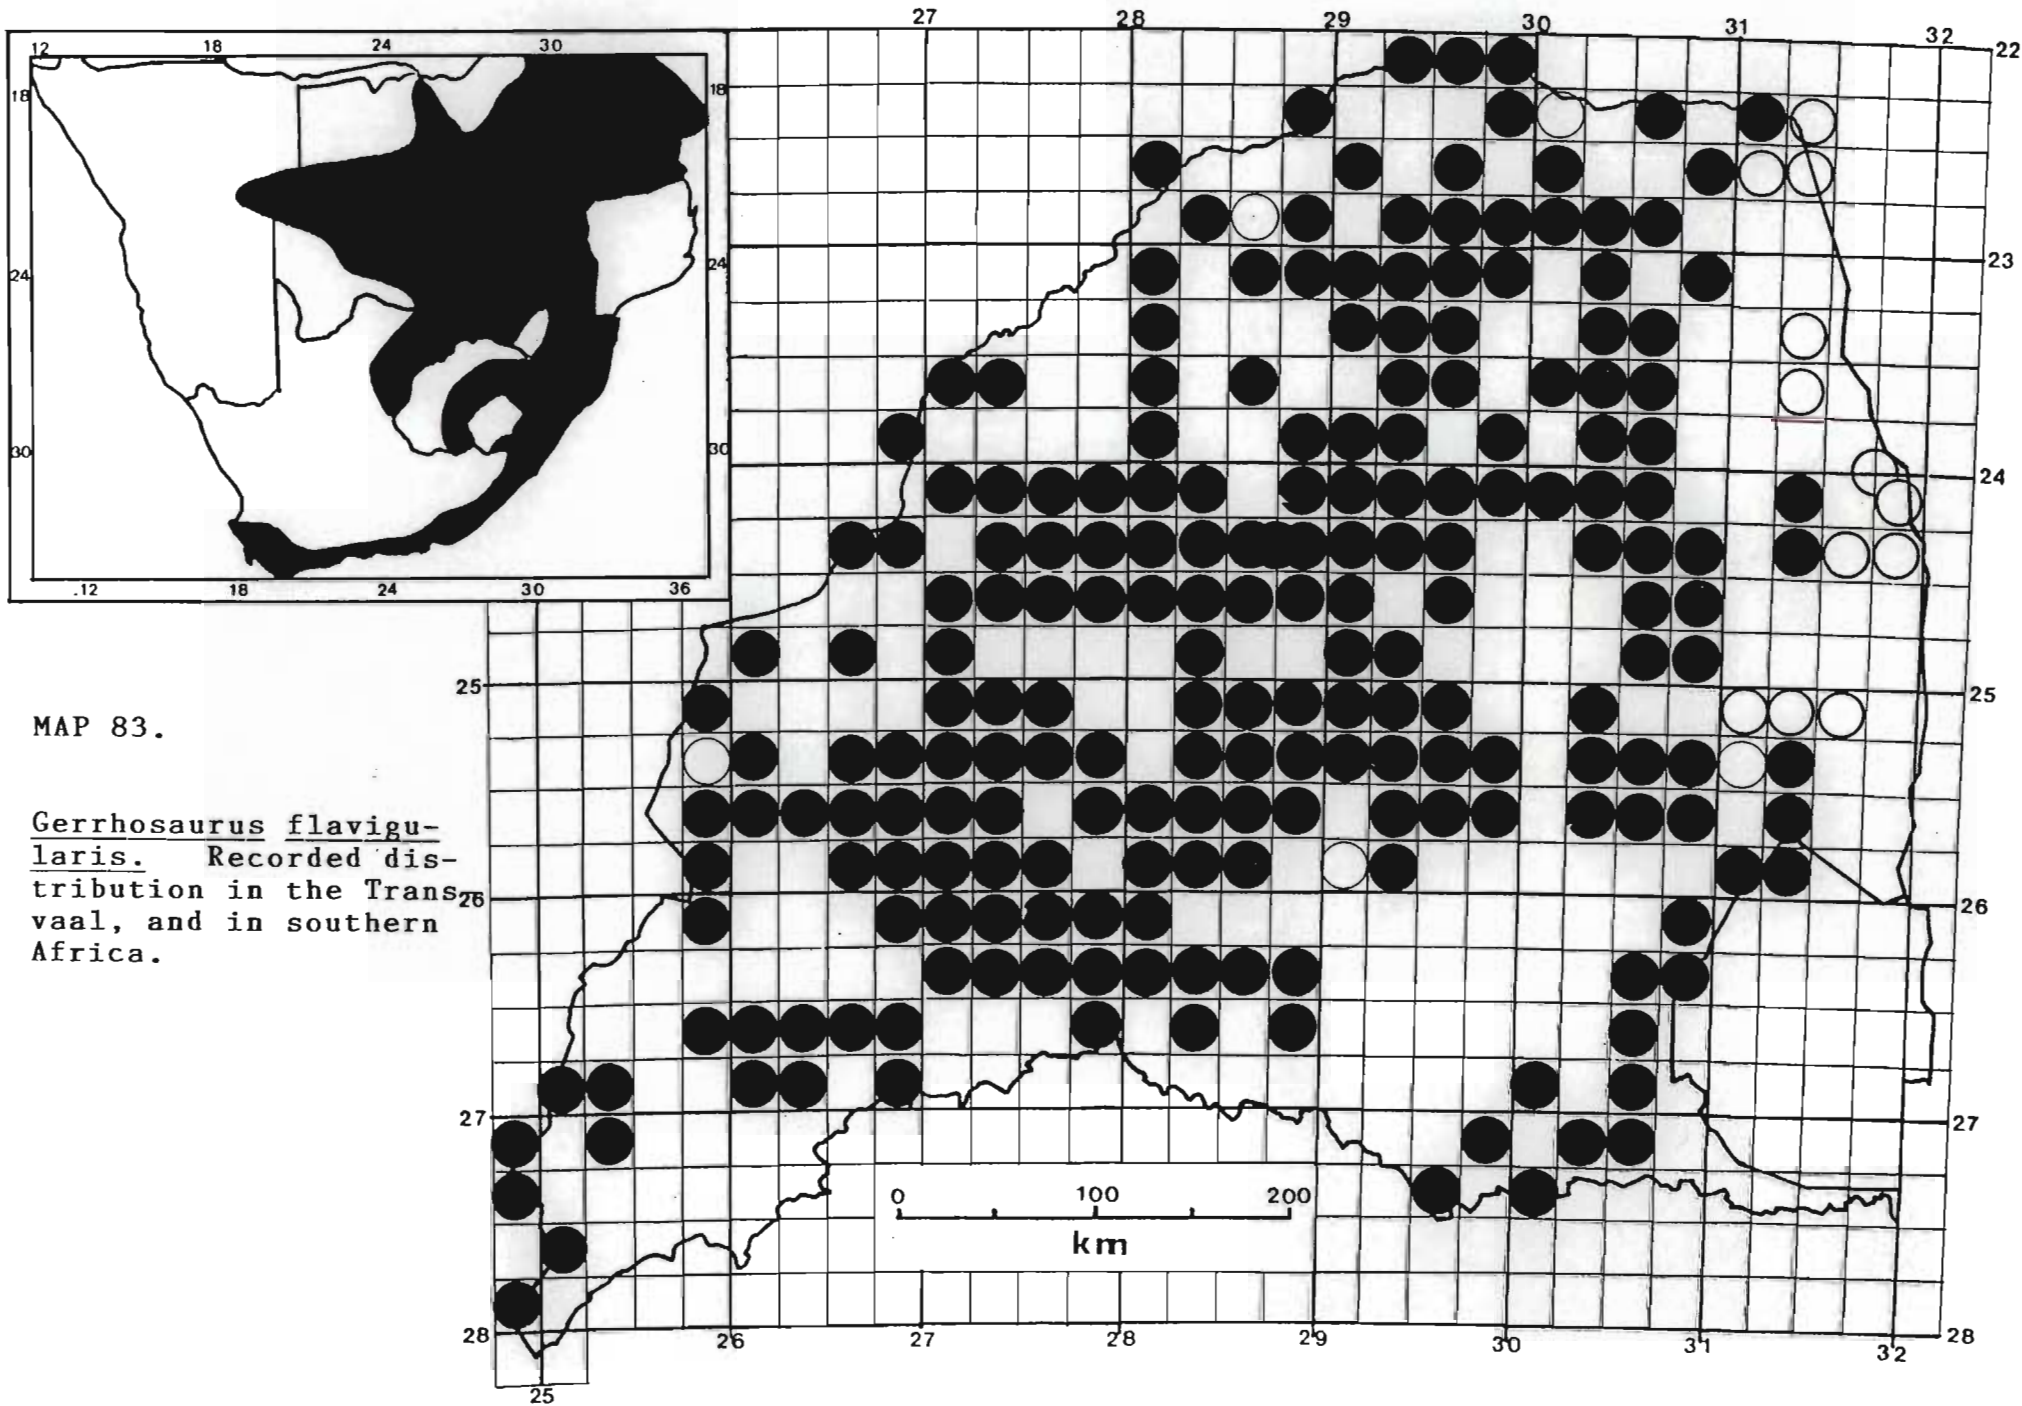 27 28 29 30 31 32
22
12 18 24 30
18 18
24 24
30 30
.12 18 24 30 36
23
24
25 25
MAP 83.
Gerrhosaurus flavigu-
laris. Recorded dis-
tribution in the Trans
vaal, and in southern
Africa.
26 26
27 27
0 100 200
km
28 28
26 27 28 29 30 31 32
25